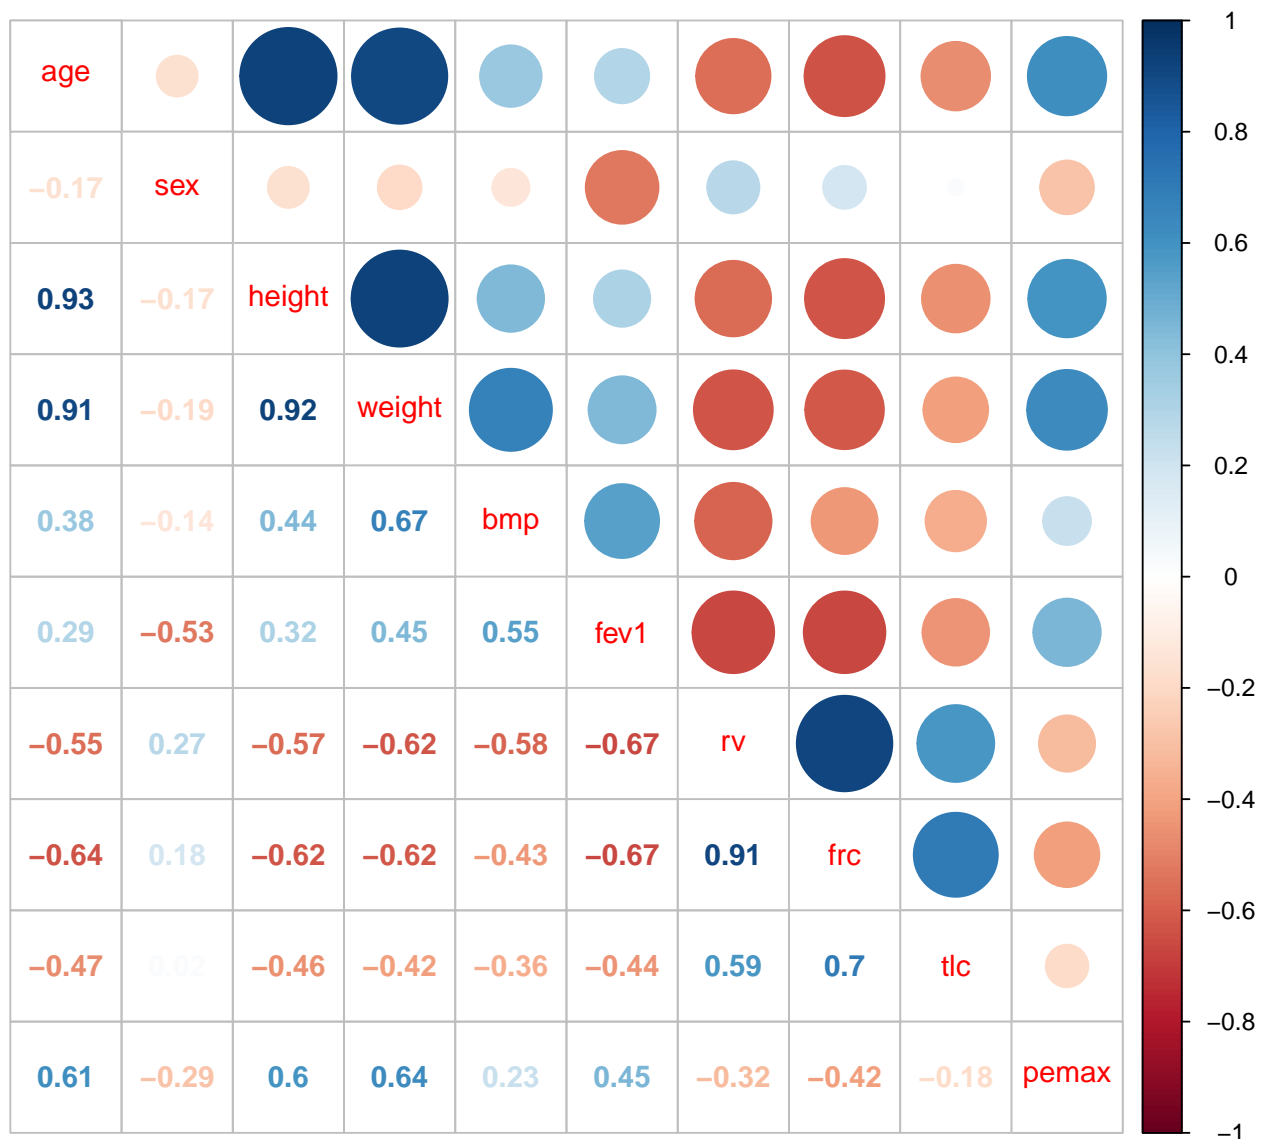 age
−0.17 sex
0.93 −0.17 height
0.91 −0.19 0.92 weight
0.38 −0.14 0.44 0.67 bmp
0.29 −0.53 0.32 0.45 0.55 fev1
−0.55 0.27 −0.57 −0.62 −0.58 −0.67 rv
−0.64 0.18 −0.62 −0.62 −0.43 −0.67 0.91 frc
−0.47 0.02 −0.46 −0.42 −0.36 −0.44 0.59 0.7 tlc
0.61 −0.29 0.6 0.64 0.23 0.45 −0.32 −0.42 −0.18 pemax
1
0.8
0.6
0.4
0.2
0
−0.2
−0.4
−0.6
−0.8
−1